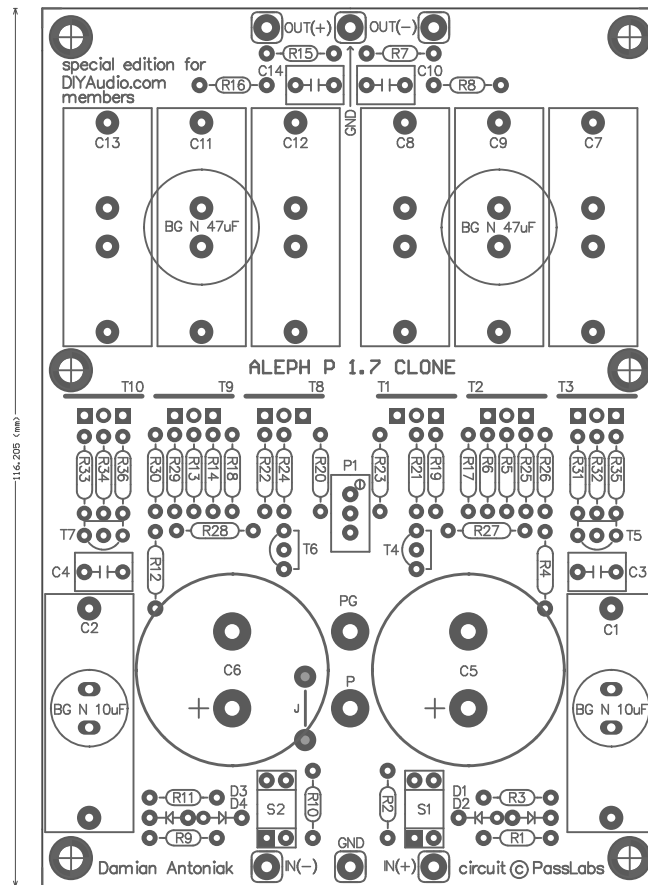 OUT(+) OUT(-)
special edition for
DIYAudio.com
members
R15 R7
C14 C10
R16 R8
GND
C13 C11 C12 C8 C9 C7
BG N 47uF BG N 47uF
ALEPH P 1.7 CLONE
T10 T9 T8 T1 T2 T3
116.205 (mm)
R33 R34 R36 R30 R29 R13 R14 R18 R22 R24 R20 P1 R23 R21 R19 R17 R6 R5 R25 R26 R31 R32 R35
T7 R28 T6 T4 R27 T5
C4 R12 R4 C3
C2 PG C1
C6 C5
P
BG N 10uF + J + BG N 10uF
R11 D3 D1 R3
D4 D2
S2 R10 R2 S1
R9 R1
GND
Damian Antoniak IN(-) IN(+) circuit © PassLabs